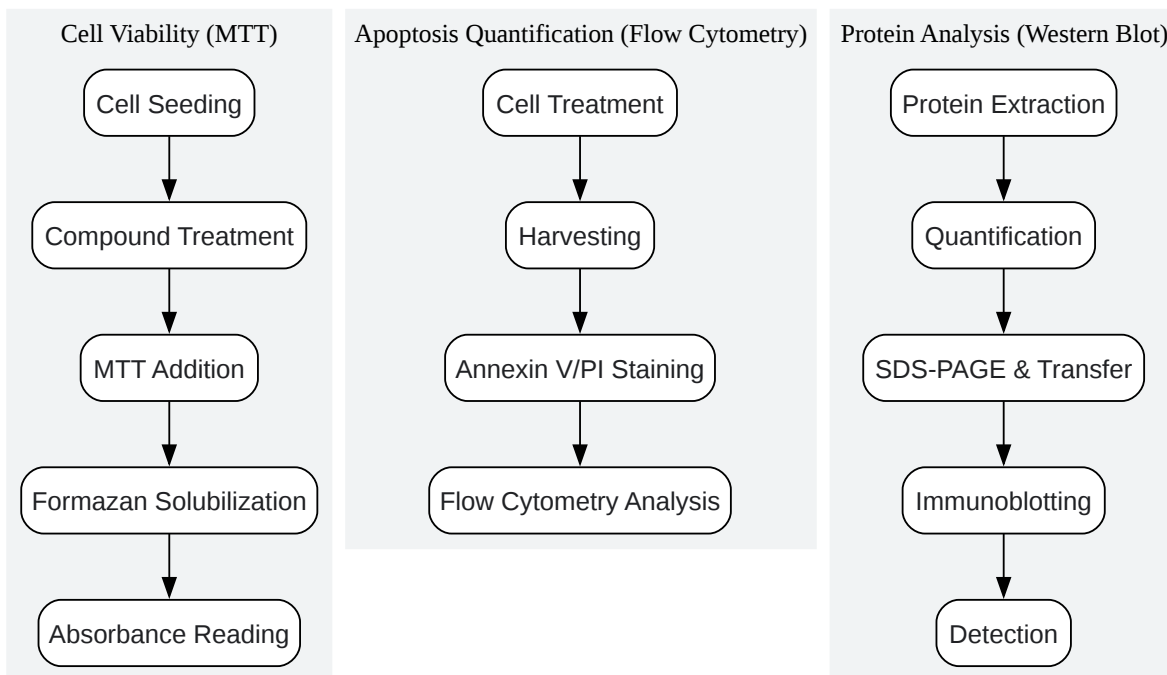 Cell Viability (MTT)
Cell Seeding
Compound Treatment
MTT Addition
Formazan Solubilization
Absorbance Reading
Apoptosis Quantification (Flow Cytometry)
Cell Treatment
Harvesting
Annexin V/PI Staining
Flow Cytometry Analysis
Protein Analysis (Western Blot)
Protein Extraction
Quantification
SDS-PAGE & Transfer
Immunoblotting
Detection